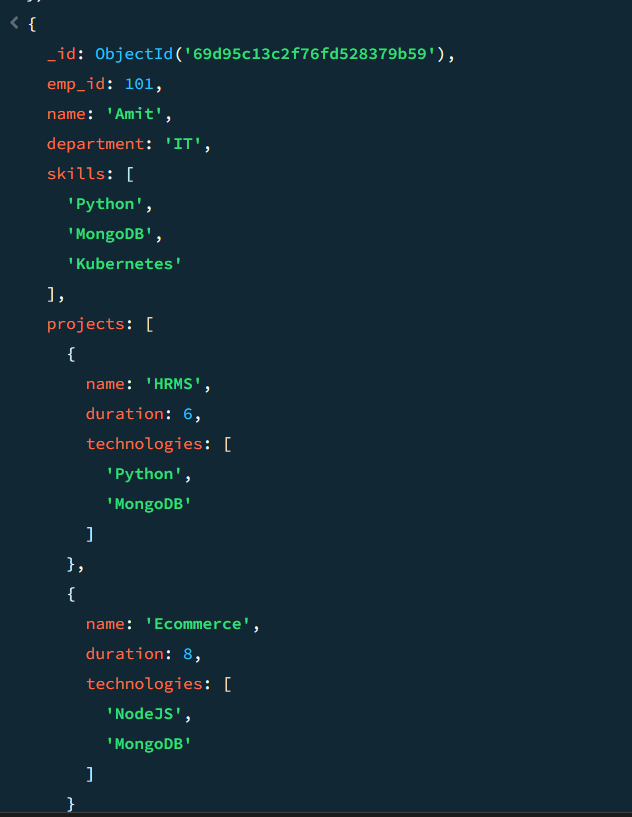 {
_id: ObjectId('69d95c13c2f76fd528379b59'),
emp_id: 101,
name: 'Amit',
department: 'IT',
skills: [
'Python',
'MongoDB',
'Kubernetes'
],
projects: [
{
name: 'HRMS',
duration: 6,
technologies: [
'Python',
'MongoDB'
]
},
{
name: 'Ecommerce',
duration: 8,
technologies: [
'NodeJS',
'MongoDB'
]
}